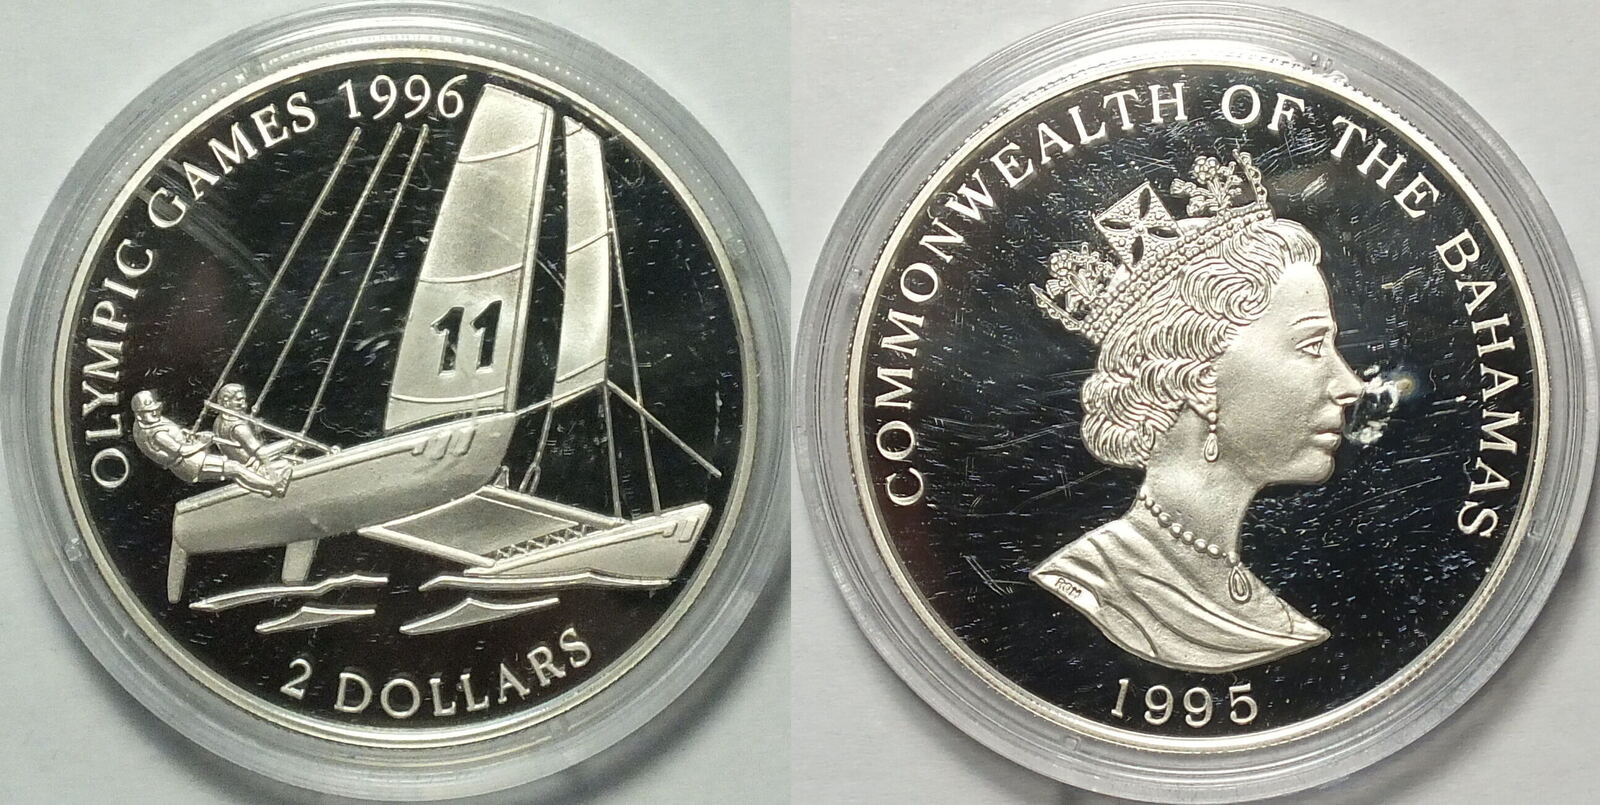 OLYMPIC GAMES 1996
11
2 DOLLARS
COMMONWEALTH OF THE BAHAMAS
RDM
1995